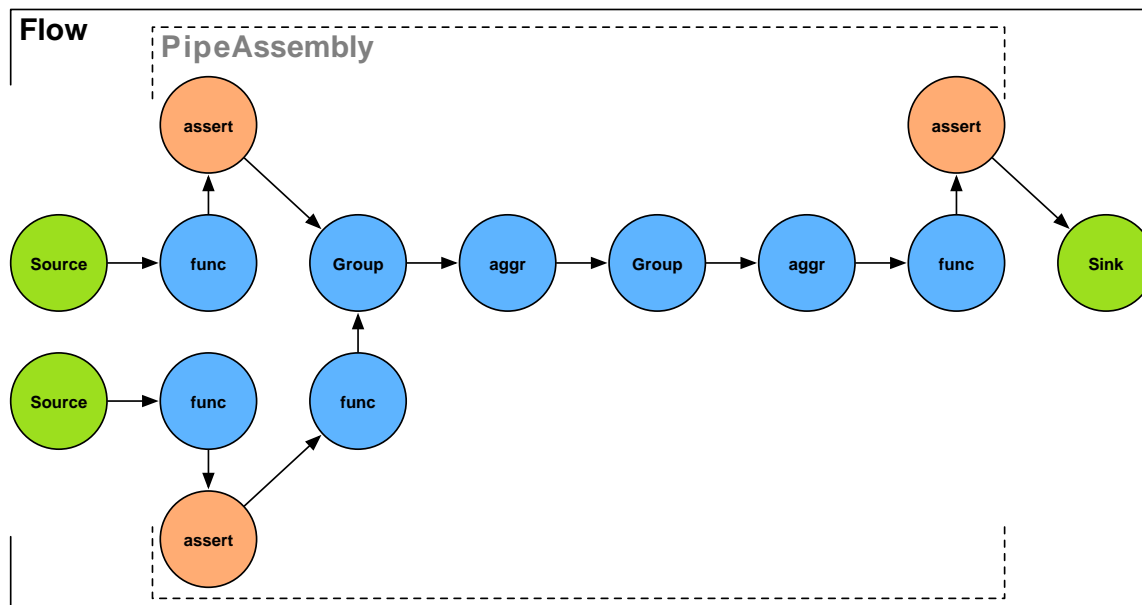 Flow
PipeAssembly
assert
assert
Source
func
Group
aggr
Group
aggr
func
Sink
Source
func
func
assert